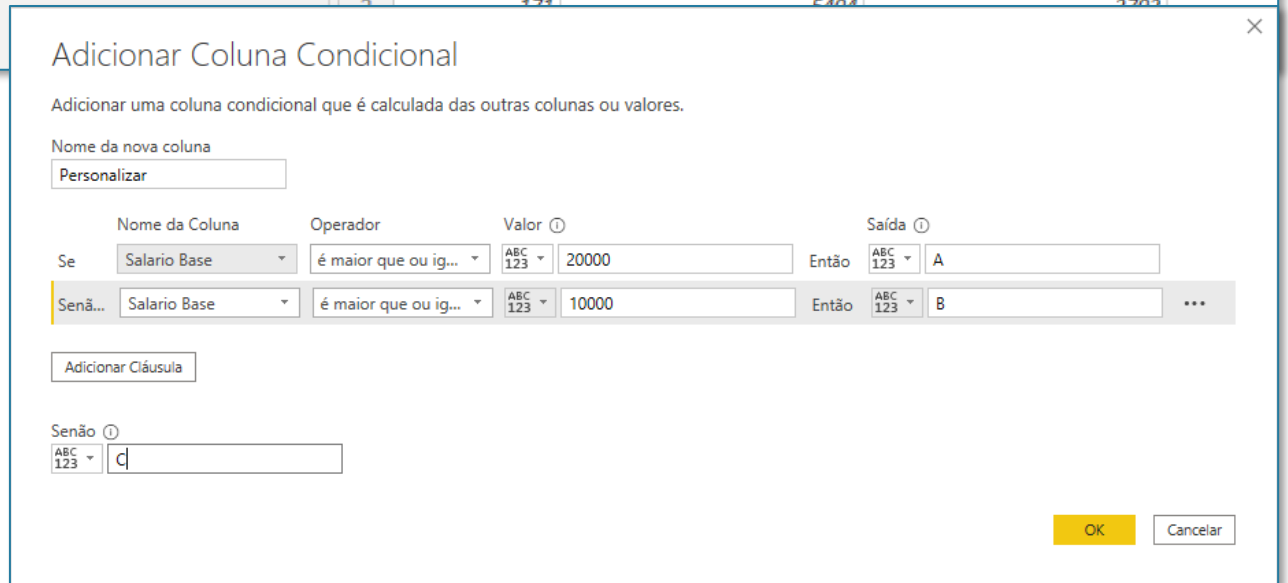 Adicionar Coluna Condicional
Adicionar uma coluna condicional que é calculada das outras colunas ou valores.
Nome da nova coluna
Personalizar
Nome da Coluna Operador Valor Saída
Se Salario Base é maior que ou ig... ABC 123 20000 Então ABC 123 A
Senã... Salario Base é maior que ou ig... ABC 123 10000 Então ABC 123 B ...
Adicionar Cláusula
Senão
ABC 123 C
OK Cancelar